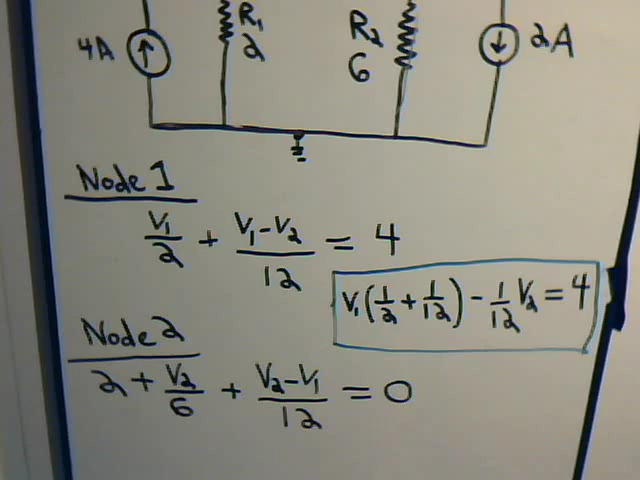 4A R₁ 2 R₂ 6 2A
Node 1
V₁/2 + (V₁-V₂)/12 = 4
V₁(1/2 + 1/12) - 1/12 V₂ = 4
Node 2
2 + V₂/6 + (V₂-V₁)/12 = 0